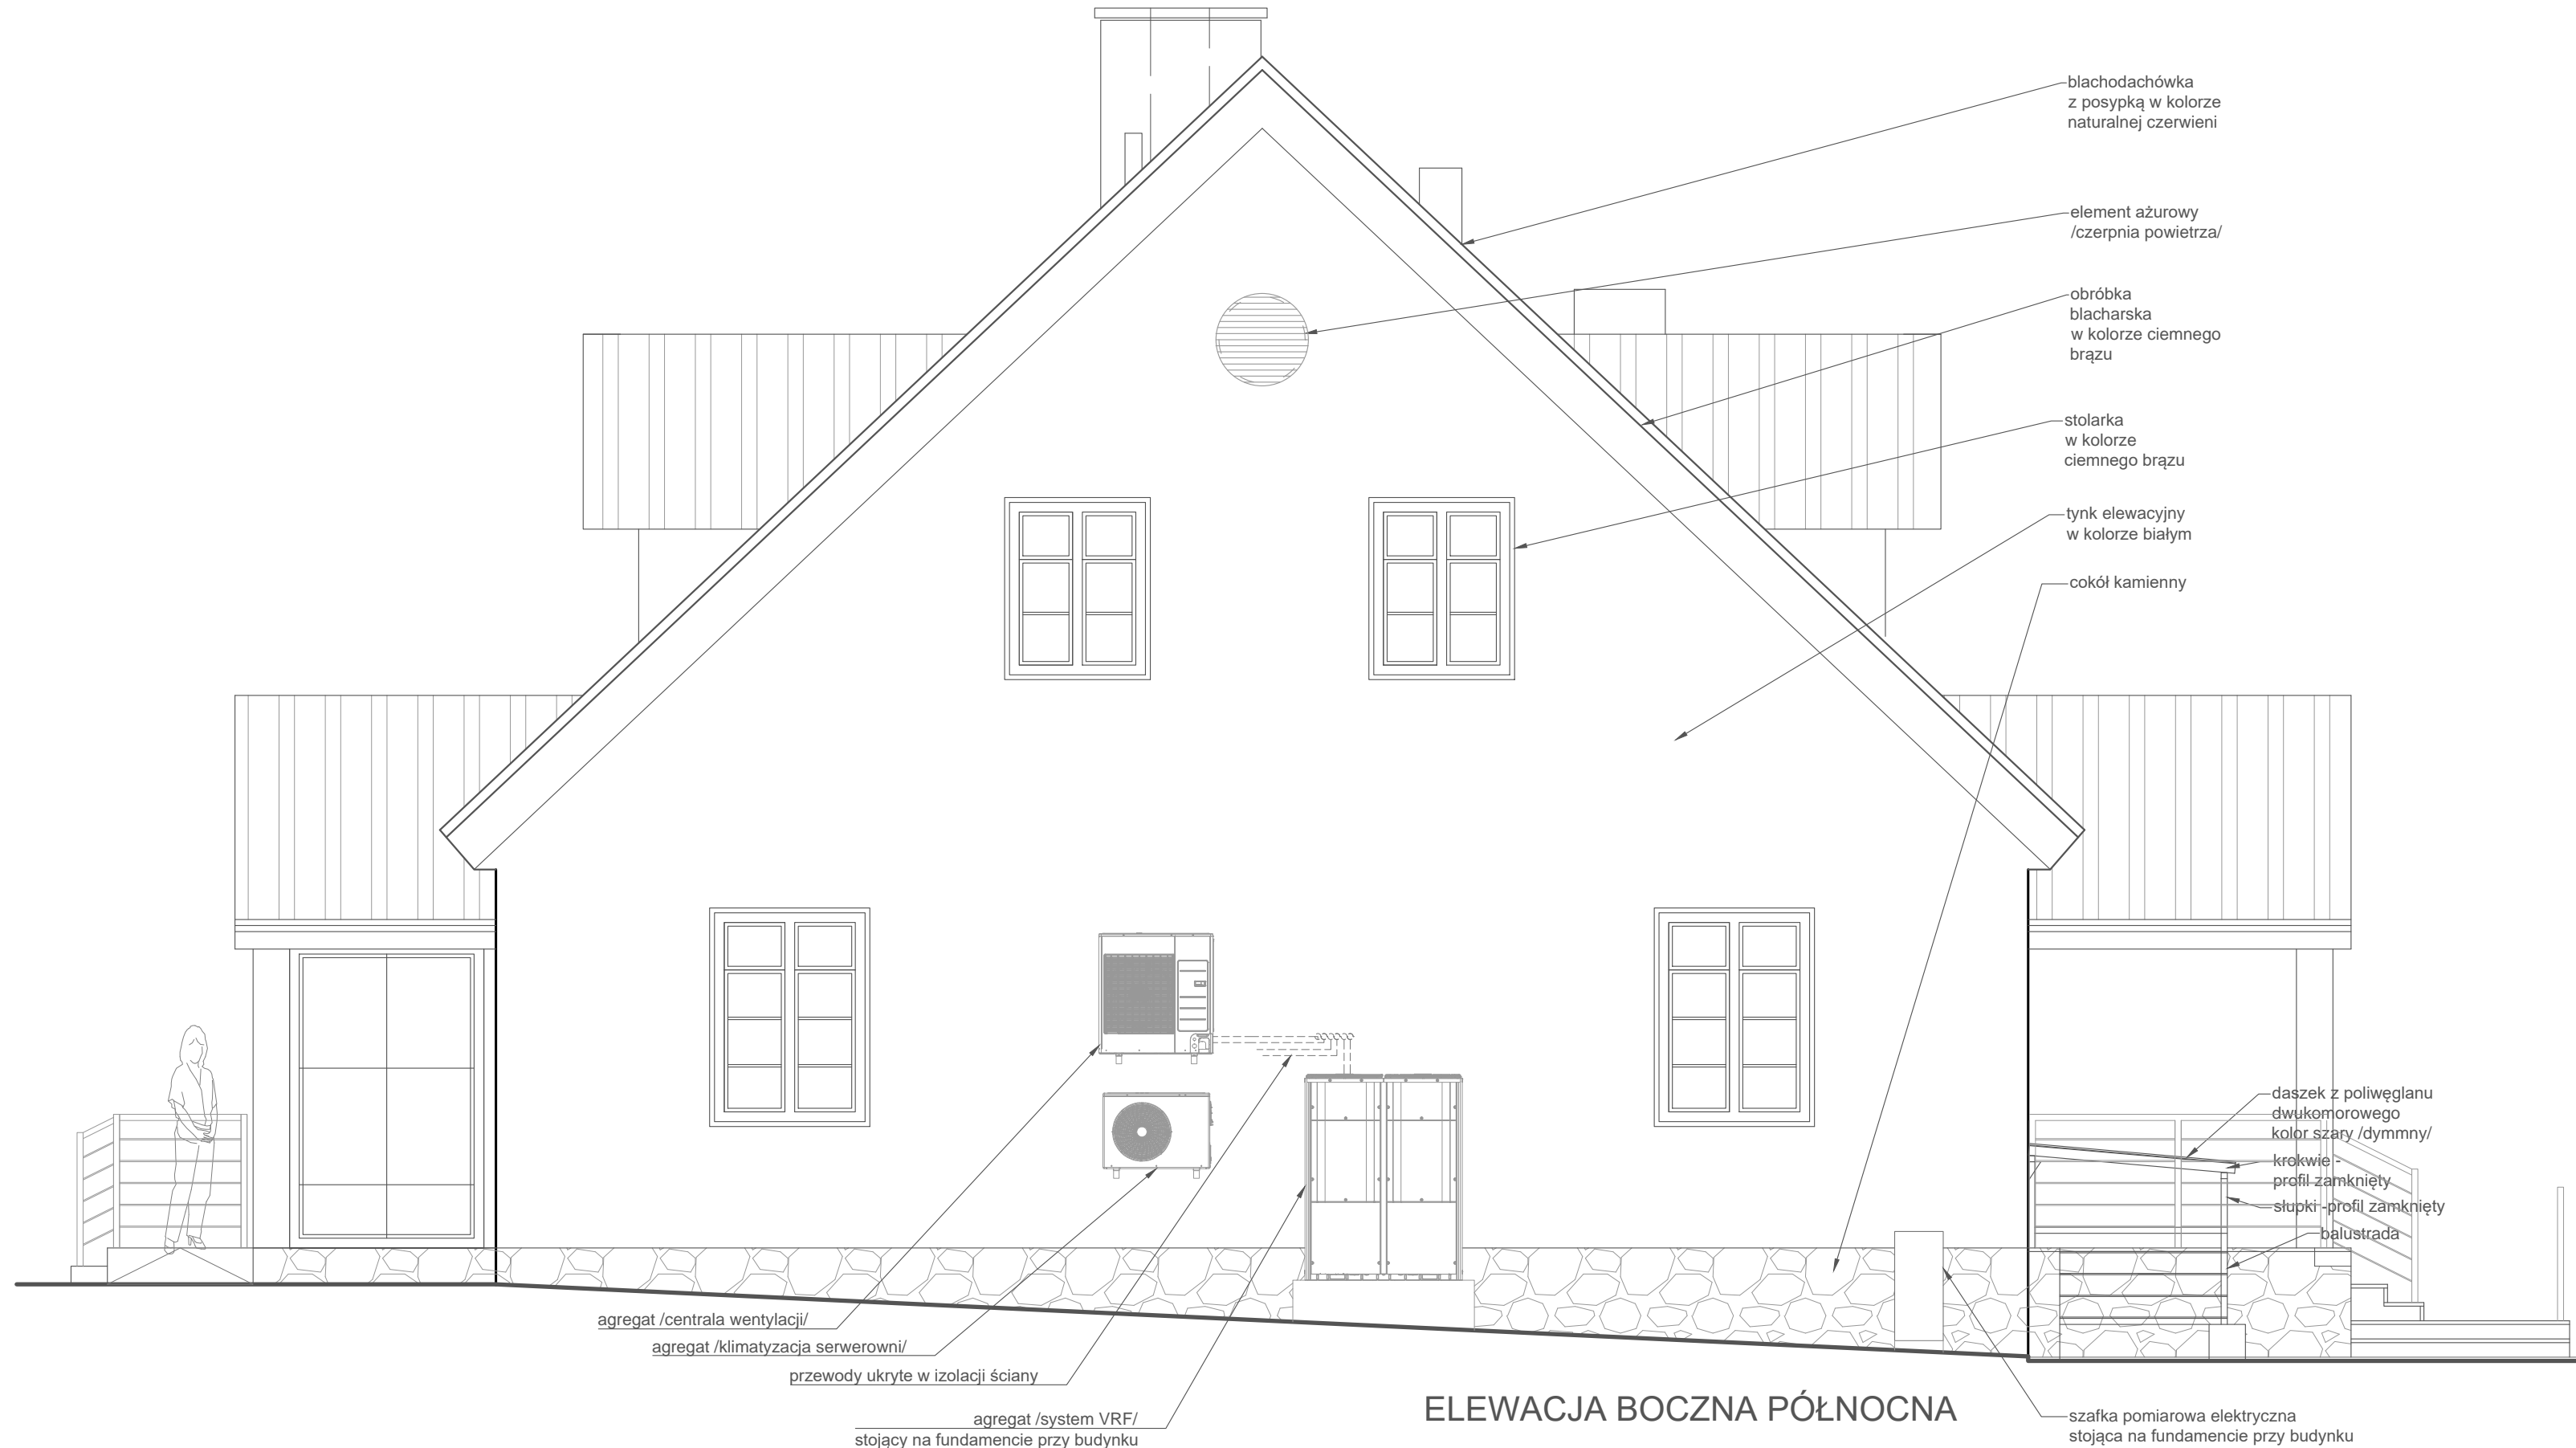 blachodachówka
z posypką w kolorze
naturalnej czerwieni
element ażurowy
/czerpnia powietrza/
obróbka
blacharska
w kolorze ciemnego
brązu
stolarka
w kolorze
ciemnego brązu
tynk elewacyjny
w kolorze białym
cokół kamienny
daszek z poliwęglanu
dwukomorowego
kolor szary /dymmny/
krokwie -
profil zamknięty
słupki -profil zamknięty
balustrada
agregat /centrala wentylacji/
agregat /klimatyzacja serwerowni/
przewody ukryte w izolacji ściany
agregat /system VRF/
stojący na fundamencie przy budynku
ELEWACJA BOCZNA PÓŁNOCNA
szafka pomiarowa elektryczna
stojąca na fundamencie przy budynku